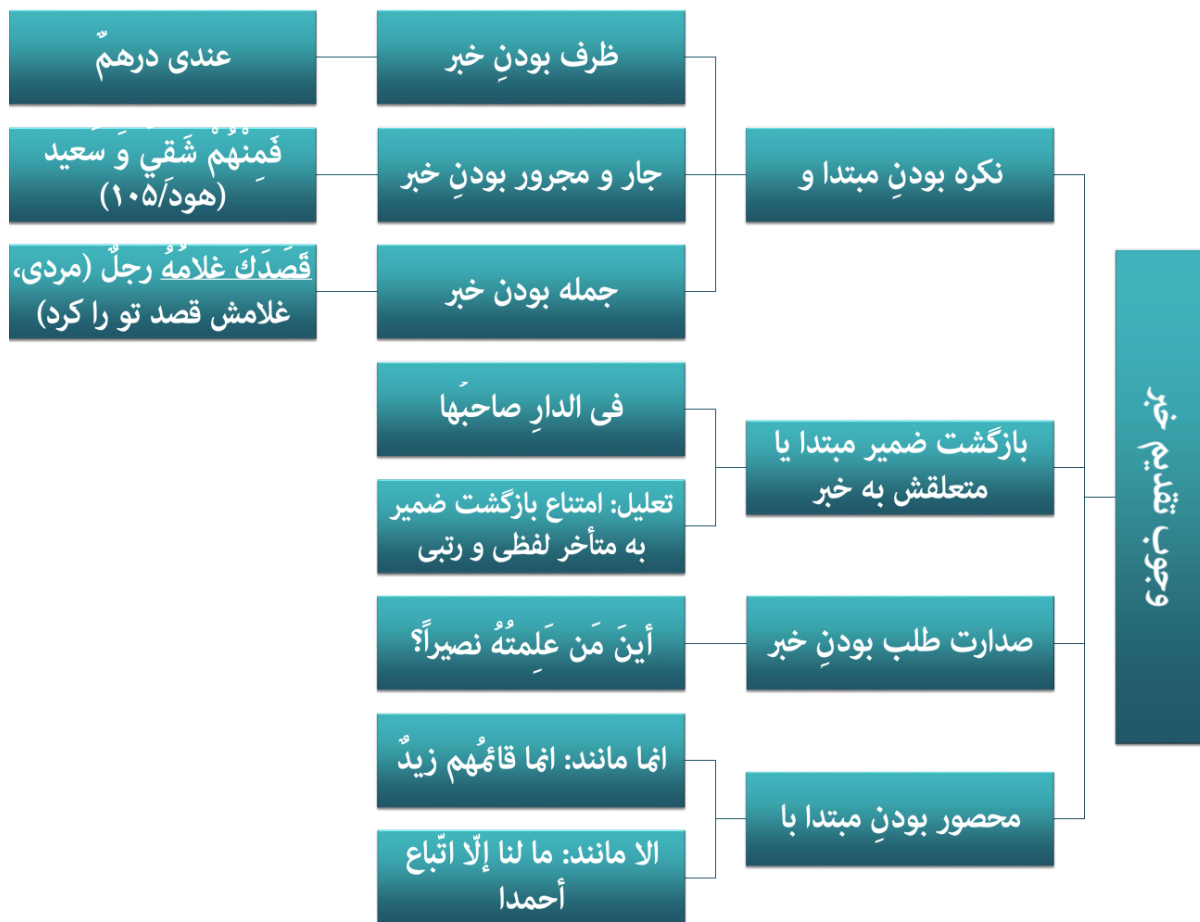 وجوب تقدیم خبر
نکره بودنِ مبتدا و
ظرف بودنِ خبر
عندی درهمٌ
جار و مجرور بودنِ خبر
فَمِنْهُمْ شَقِيٌّ وَ سَعيد
(هود/۱۰۵)
جمله بودن خبر
قَصَدَكَ غلامُهُ رجلٌ (مردی،
غلامش قصد تو را کرد)
بازگشت ضمیر مبتدا یا
متعلقش به خبر
فی الدارِ صاحبُها
تعلیل: امتناع بازگشت ضمیر
به متأخر لفظی و رتبی
صدارت طلب بودنِ خبر
أینَ مَن عَلِمتُهُ نصیراً؟
محصور بودنِ مبتدا با
انما مانند: انما قائمُهم زیدٌ
الا مانند: ما لنا إلّا اتّباع
أحمدا